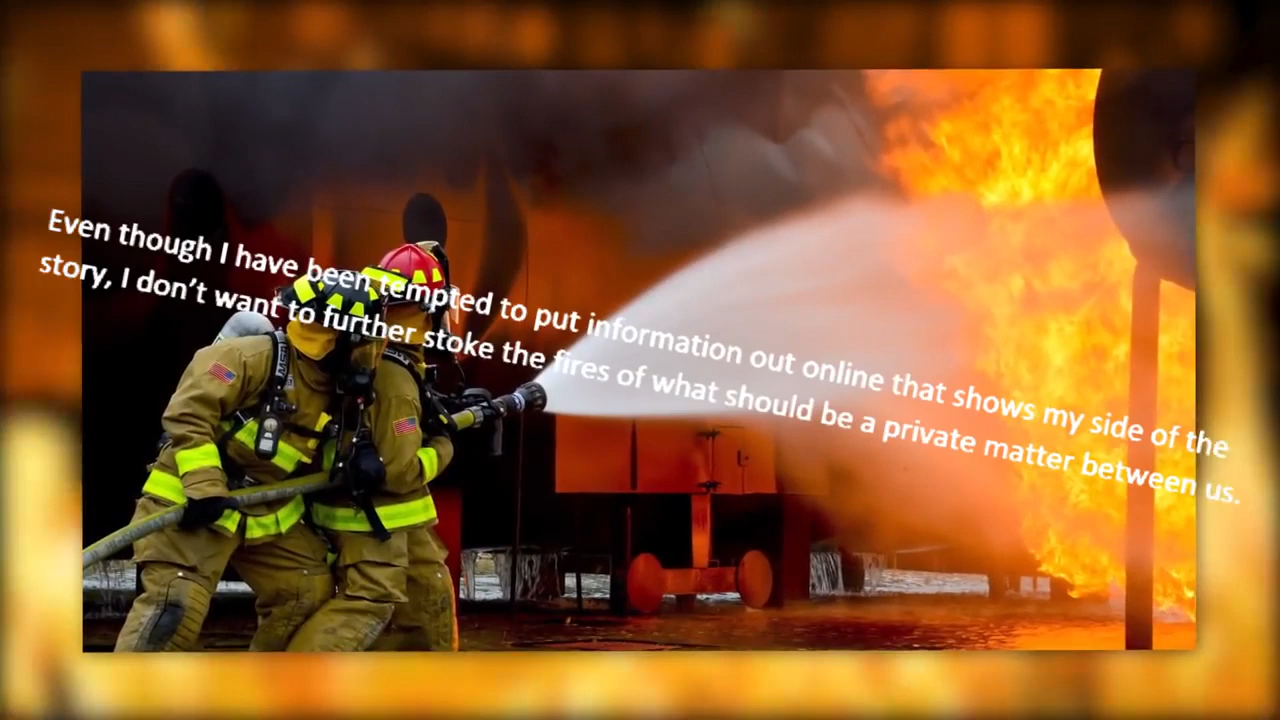 Even though I have been tempted to put information out online that shows my side of the
story, I don’t want to further stoke the fires of what should be a private matter between us.